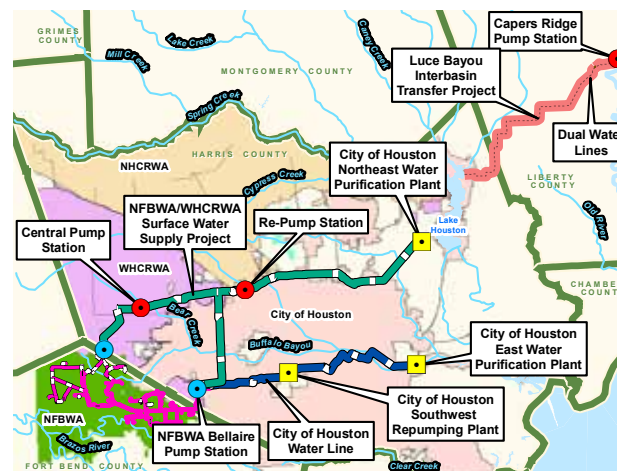 GRIMES
COUNTY
Lake Creek
Mill Creek
Caney Creek
MONTGOMERY COUNTY
Capers Ridge
Pump Station
Luce Bayou
Interbasin
Transfer Project
Dual Water
Lines
Spring Creek
HARRIS COUNTY
NHCRWA
Cypress Creek
City of Houston
Northeast Water
Purification Plant
LIBERTY
COUNTY
Old River
NFBWA/WHCRWA
Surface Water
Supply Project
Re-Pump Station
Lake
Houston
Central Pump
Station
WHCRWA
CHAMBE
COUNT
Bear Creek
City of Houston
Buffalo Bayou
City of Houston
East Water
Purification Plant
NFBWA
Brazos River
FORT BEND COUNTY
NFBWA Bellaire
Pump Station
City of Houston
Water Line
City of Houston
Southwest
Repumping Plant
Clear Creek